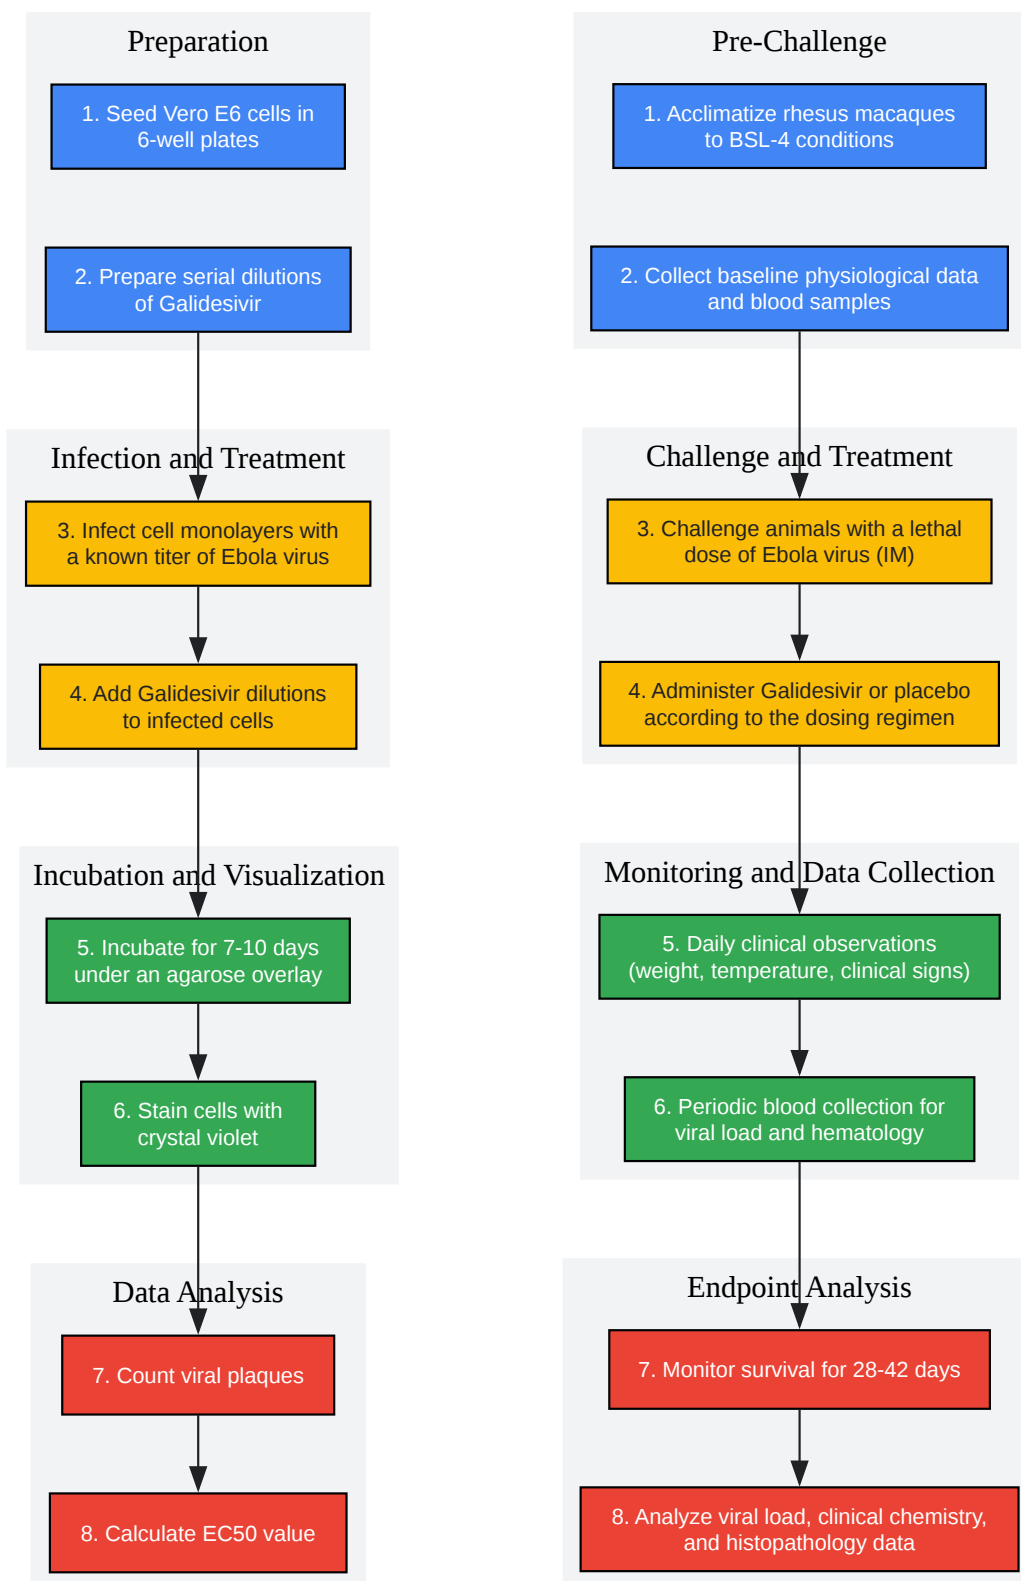 Preparation
1. Seed Vero E6 cells in
6-well plates
2. Prepare serial dilutions
of Galidesivir
Infection and Treatment
3. Infect cell monolayers with
a known titer of Ebola virus
4. Add Galidesivir dilutions
to infected cells
Incubation and Visualization
5. Incubate for 7-10 days
under an agarose overlay
6. Stain cells with
crystal violet
Data Analysis
7. Count viral plaques
8. Calculate EC50 value
Pre-Challenge
1. Acclimatize rhesus macaques
to BSL-4 conditions
2. Collect baseline physiological data
and blood samples
Challenge and Treatment
3. Challenge animals with a lethal
dose of Ebola virus (IM)
4. Administer Galidesivir or placebo
according to the dosing regimen
Monitoring and Data Collection
5. Daily clinical observations
(weight, temperature, clinical signs)
6. Periodic blood collection for
viral load and hematology
Endpoint Analysis
7. Monitor survival for 28-42 days
8. Analyze viral load, clinical chemistry,
and histopathology data